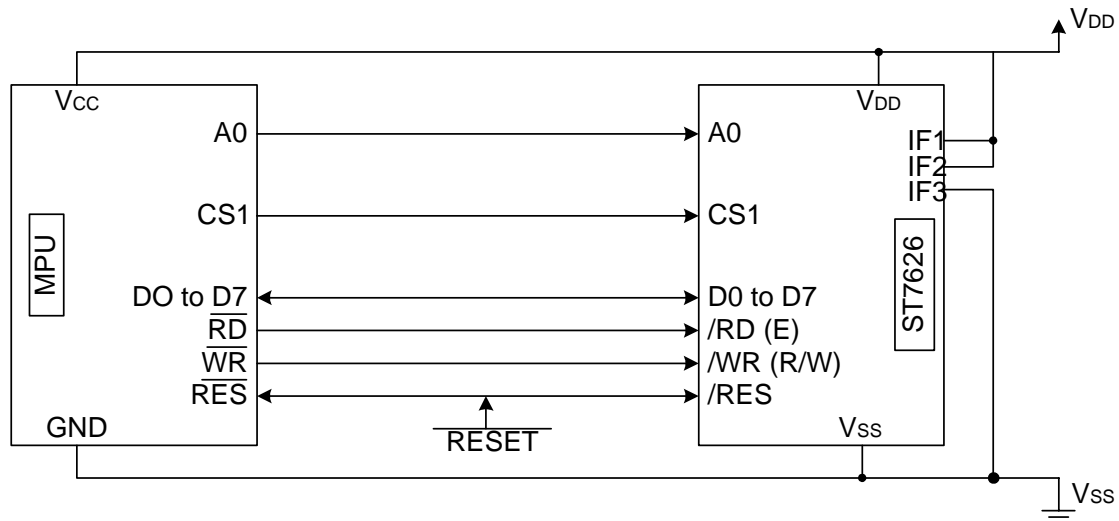 VDD
VCC
VDD
A0
A0
IF1
IF2
IF3
CS1
CS1
MPU
ST7626
DO to D7
D0 to D7
RD
/RD (E)
WR
/WR (R/W)
RES
/RES
GND
RESET
VSS
VSS